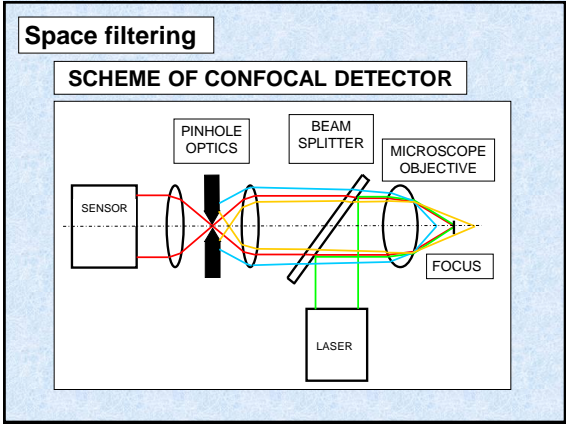 Space filtering
SCHEME OF CONFOCAL DETECTOR
PINHOLE
OPTICS
BEAM
SPLITTER
MICROSCOPE
OBJECTIVE
SENSOR
FOCUS
LASER